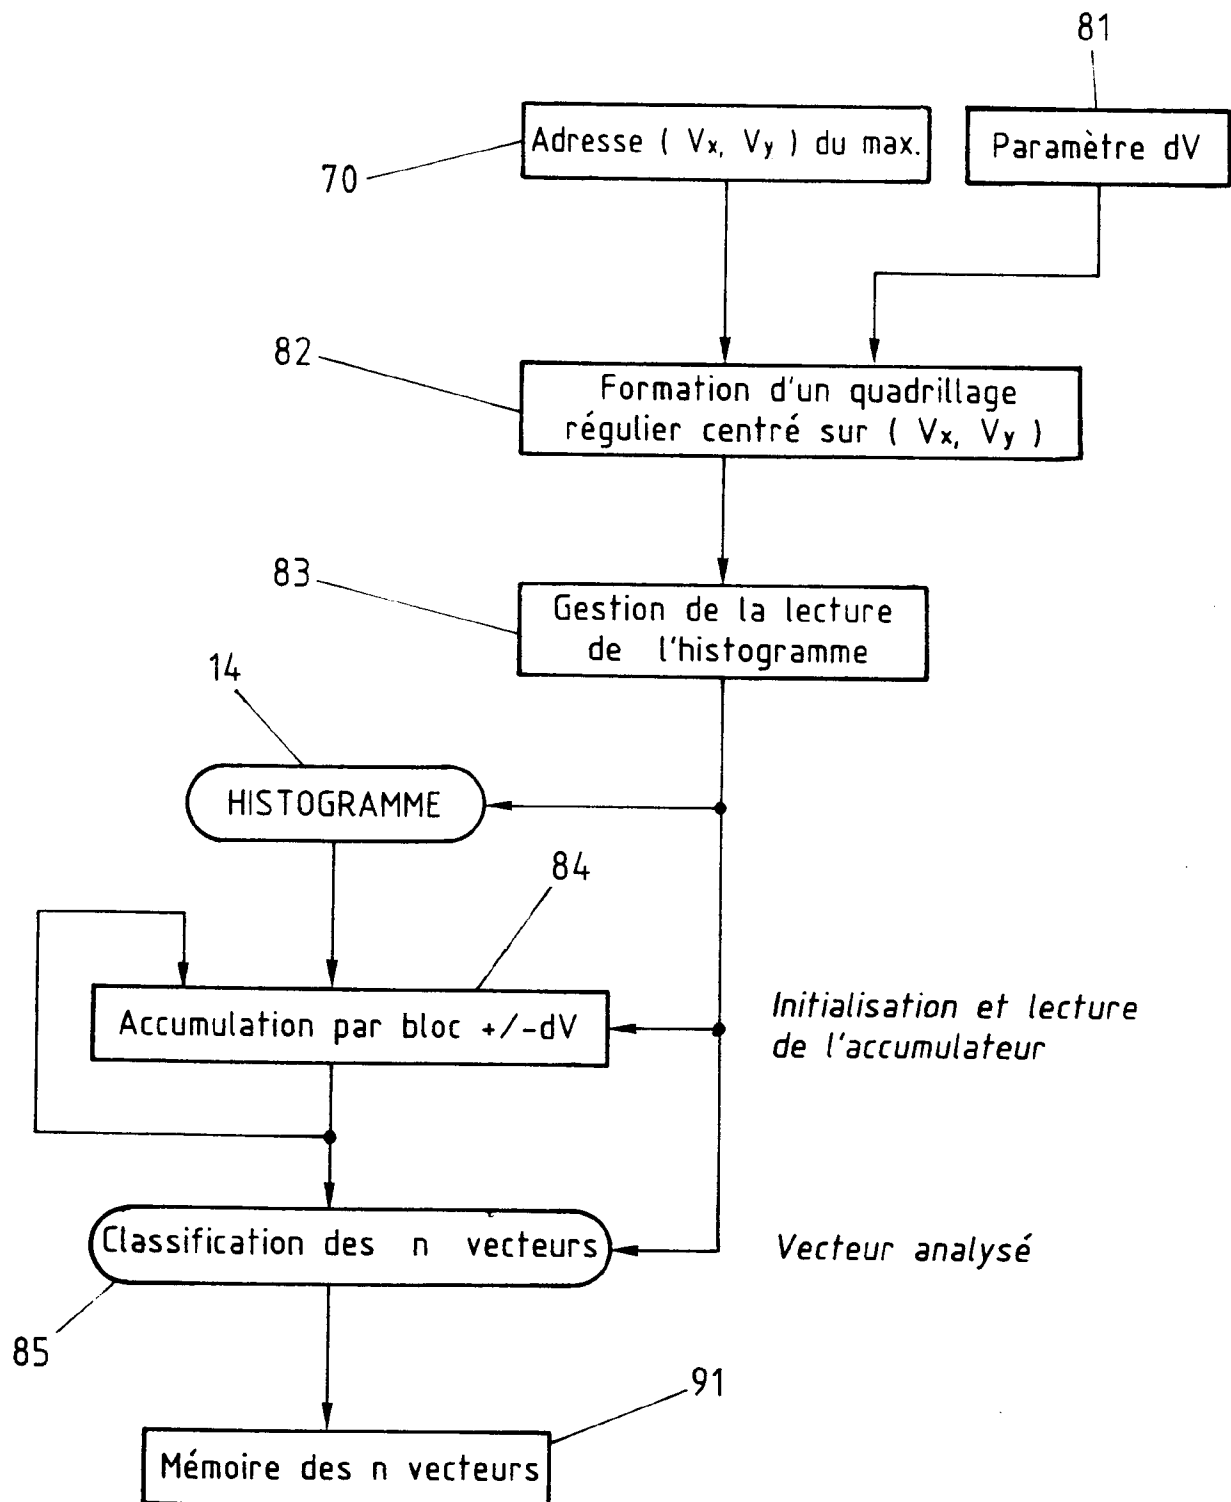 81
Adresse ( Vx, Vy ) du max.
Paramètre dV
70
82
Formation d'un quadrillage
régulier centré sur ( Vx, Vy )
83
Gestion de la lecture
de l'histogramme
14
HISTOGRAMME
84
Accumulation par bloc +/-dV
Initialisation et lecture
de l'accumulateur
Classification des n vecteurs
Vecteur analysé
85
91
Mémoire des n vecteurs